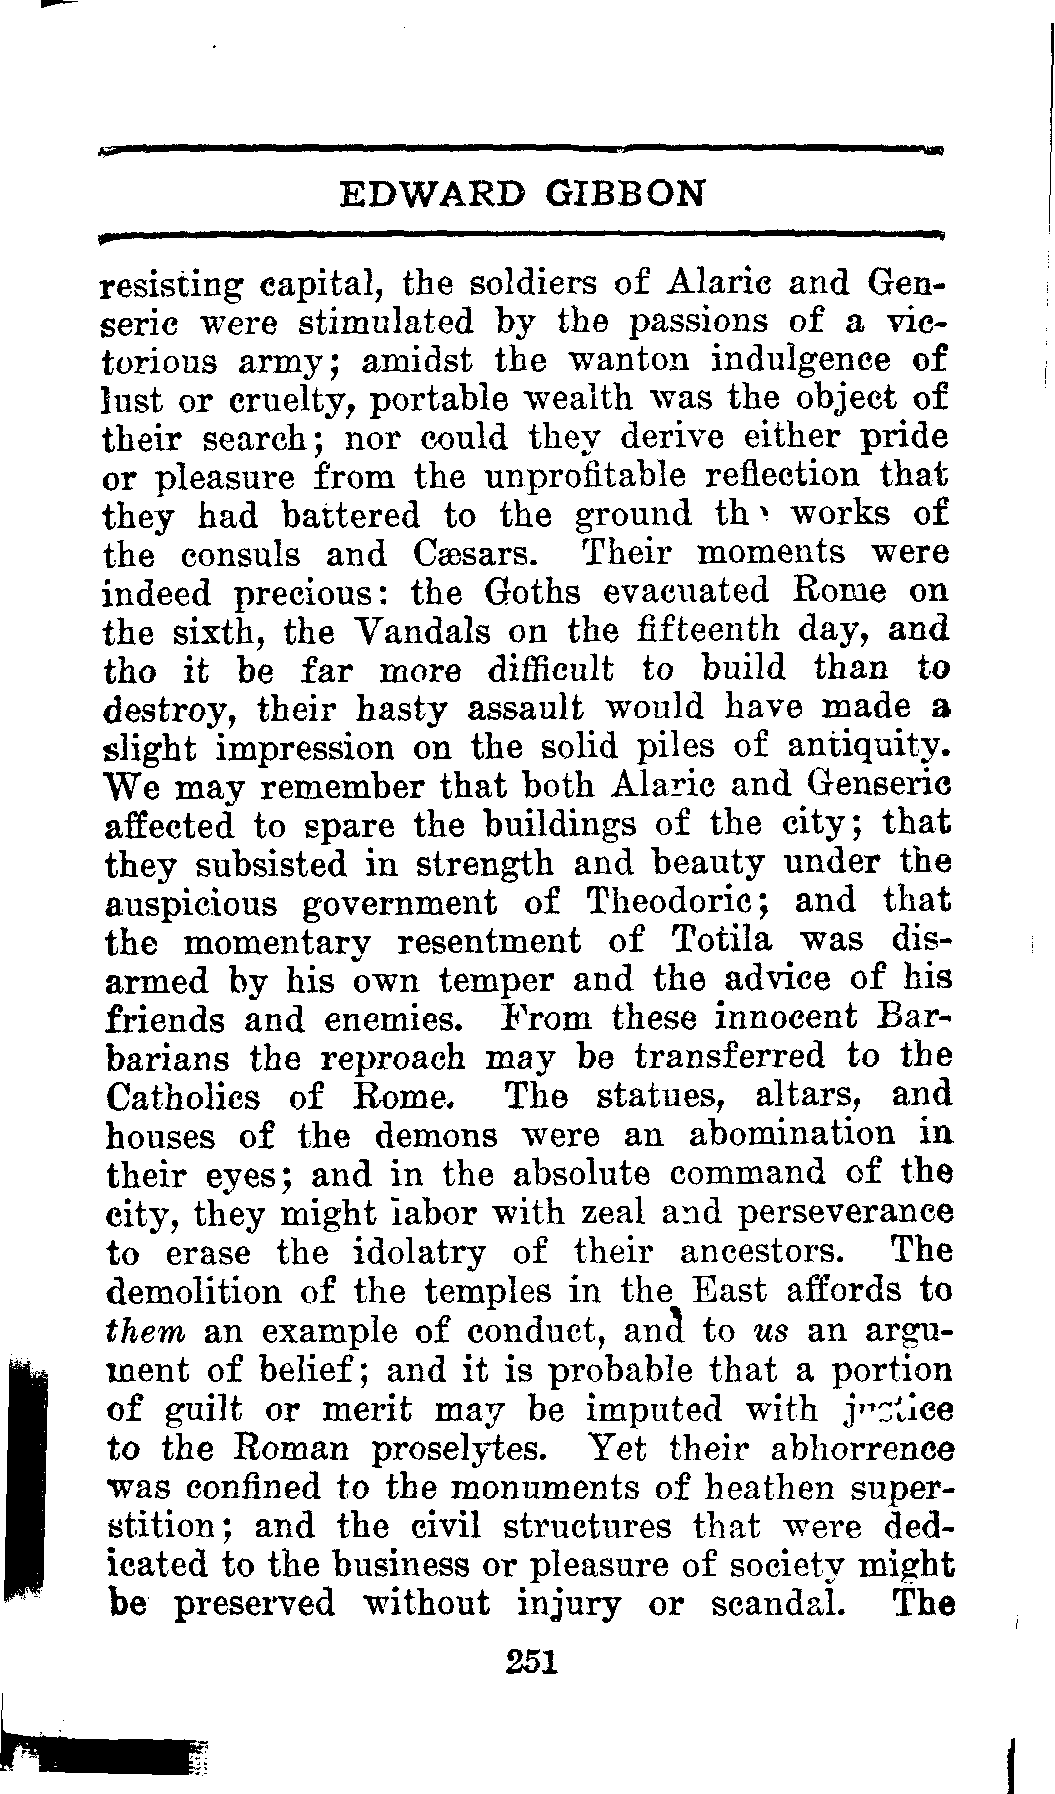 EDWARD GIBBON
resisting capital, the soldiers of Alaric and Gen-
seric were stimulated by the passions of a vic-
torious army; amidst the wanton indulgence of
lust or cruelty, portable wealth was the object of
their search; nor could they derive either pride
or pleasure from the unprofitable reflection that
they had battered to the ground the works of
the consuls and Cæsars. Their moments were
indeed precious: the Goths evacuated Rome on
the sixth, the Vandals on the fifteenth day, and
tho it be far more difficult to build than to
destroy, their hasty assault would have made a
slight impression on the solid piles of antiquity.
We may remember that both Alaric and Genseric
affected to spare the buildings of the city; that
they subsisted in strength and beauty under the
auspicious government of Theodoric; and that
the momentary resentment of Totila was dis-
armed by his own temper and the advice of his
friends and enemies. From these innocent Bar-
barians the reproach may be transferred to the
Catholics of Rome. The statues, altars, and
houses of the demons were an abomination in
their eyes; and in the absolute command of the
city, they might labor with zeal and perseverance
to erase the idolatry of their ancestors. The
demolition of the temples in the East affords to
them an example of conduct, and to us an argu-
ment of belief; and it is probable that a portion
of guilt or merit may be imputed with justice
to the Roman proselytes. Yet their abhorrence
was confined to the monuments of heathen super-
stition; and the civil structures that were ded-
icated to the business or pleasure of society might
be preserved without injury or scandal. The
251